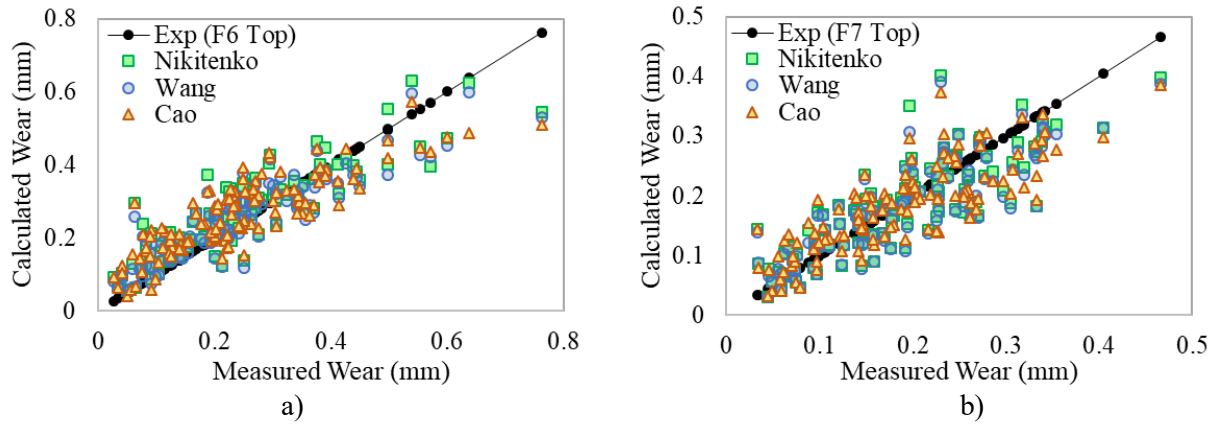 0.8
0.6
0.4
0.2
0
Calculated Wear (mm)
Exp (F6 Top)
Nikitenko
Wang
Cao
0 0.2 0.4 0.6 0.8
Measured Wear (mm)
a)
0.5
0.4
0.3
0.2
0.1
0
Calculated Wear (mm)
Exp (F7 Top)
Nikitenko
Wang
Cao
0 0.1 0.2 0.3 0.4 0.5
Measured Wear (mm)
b)